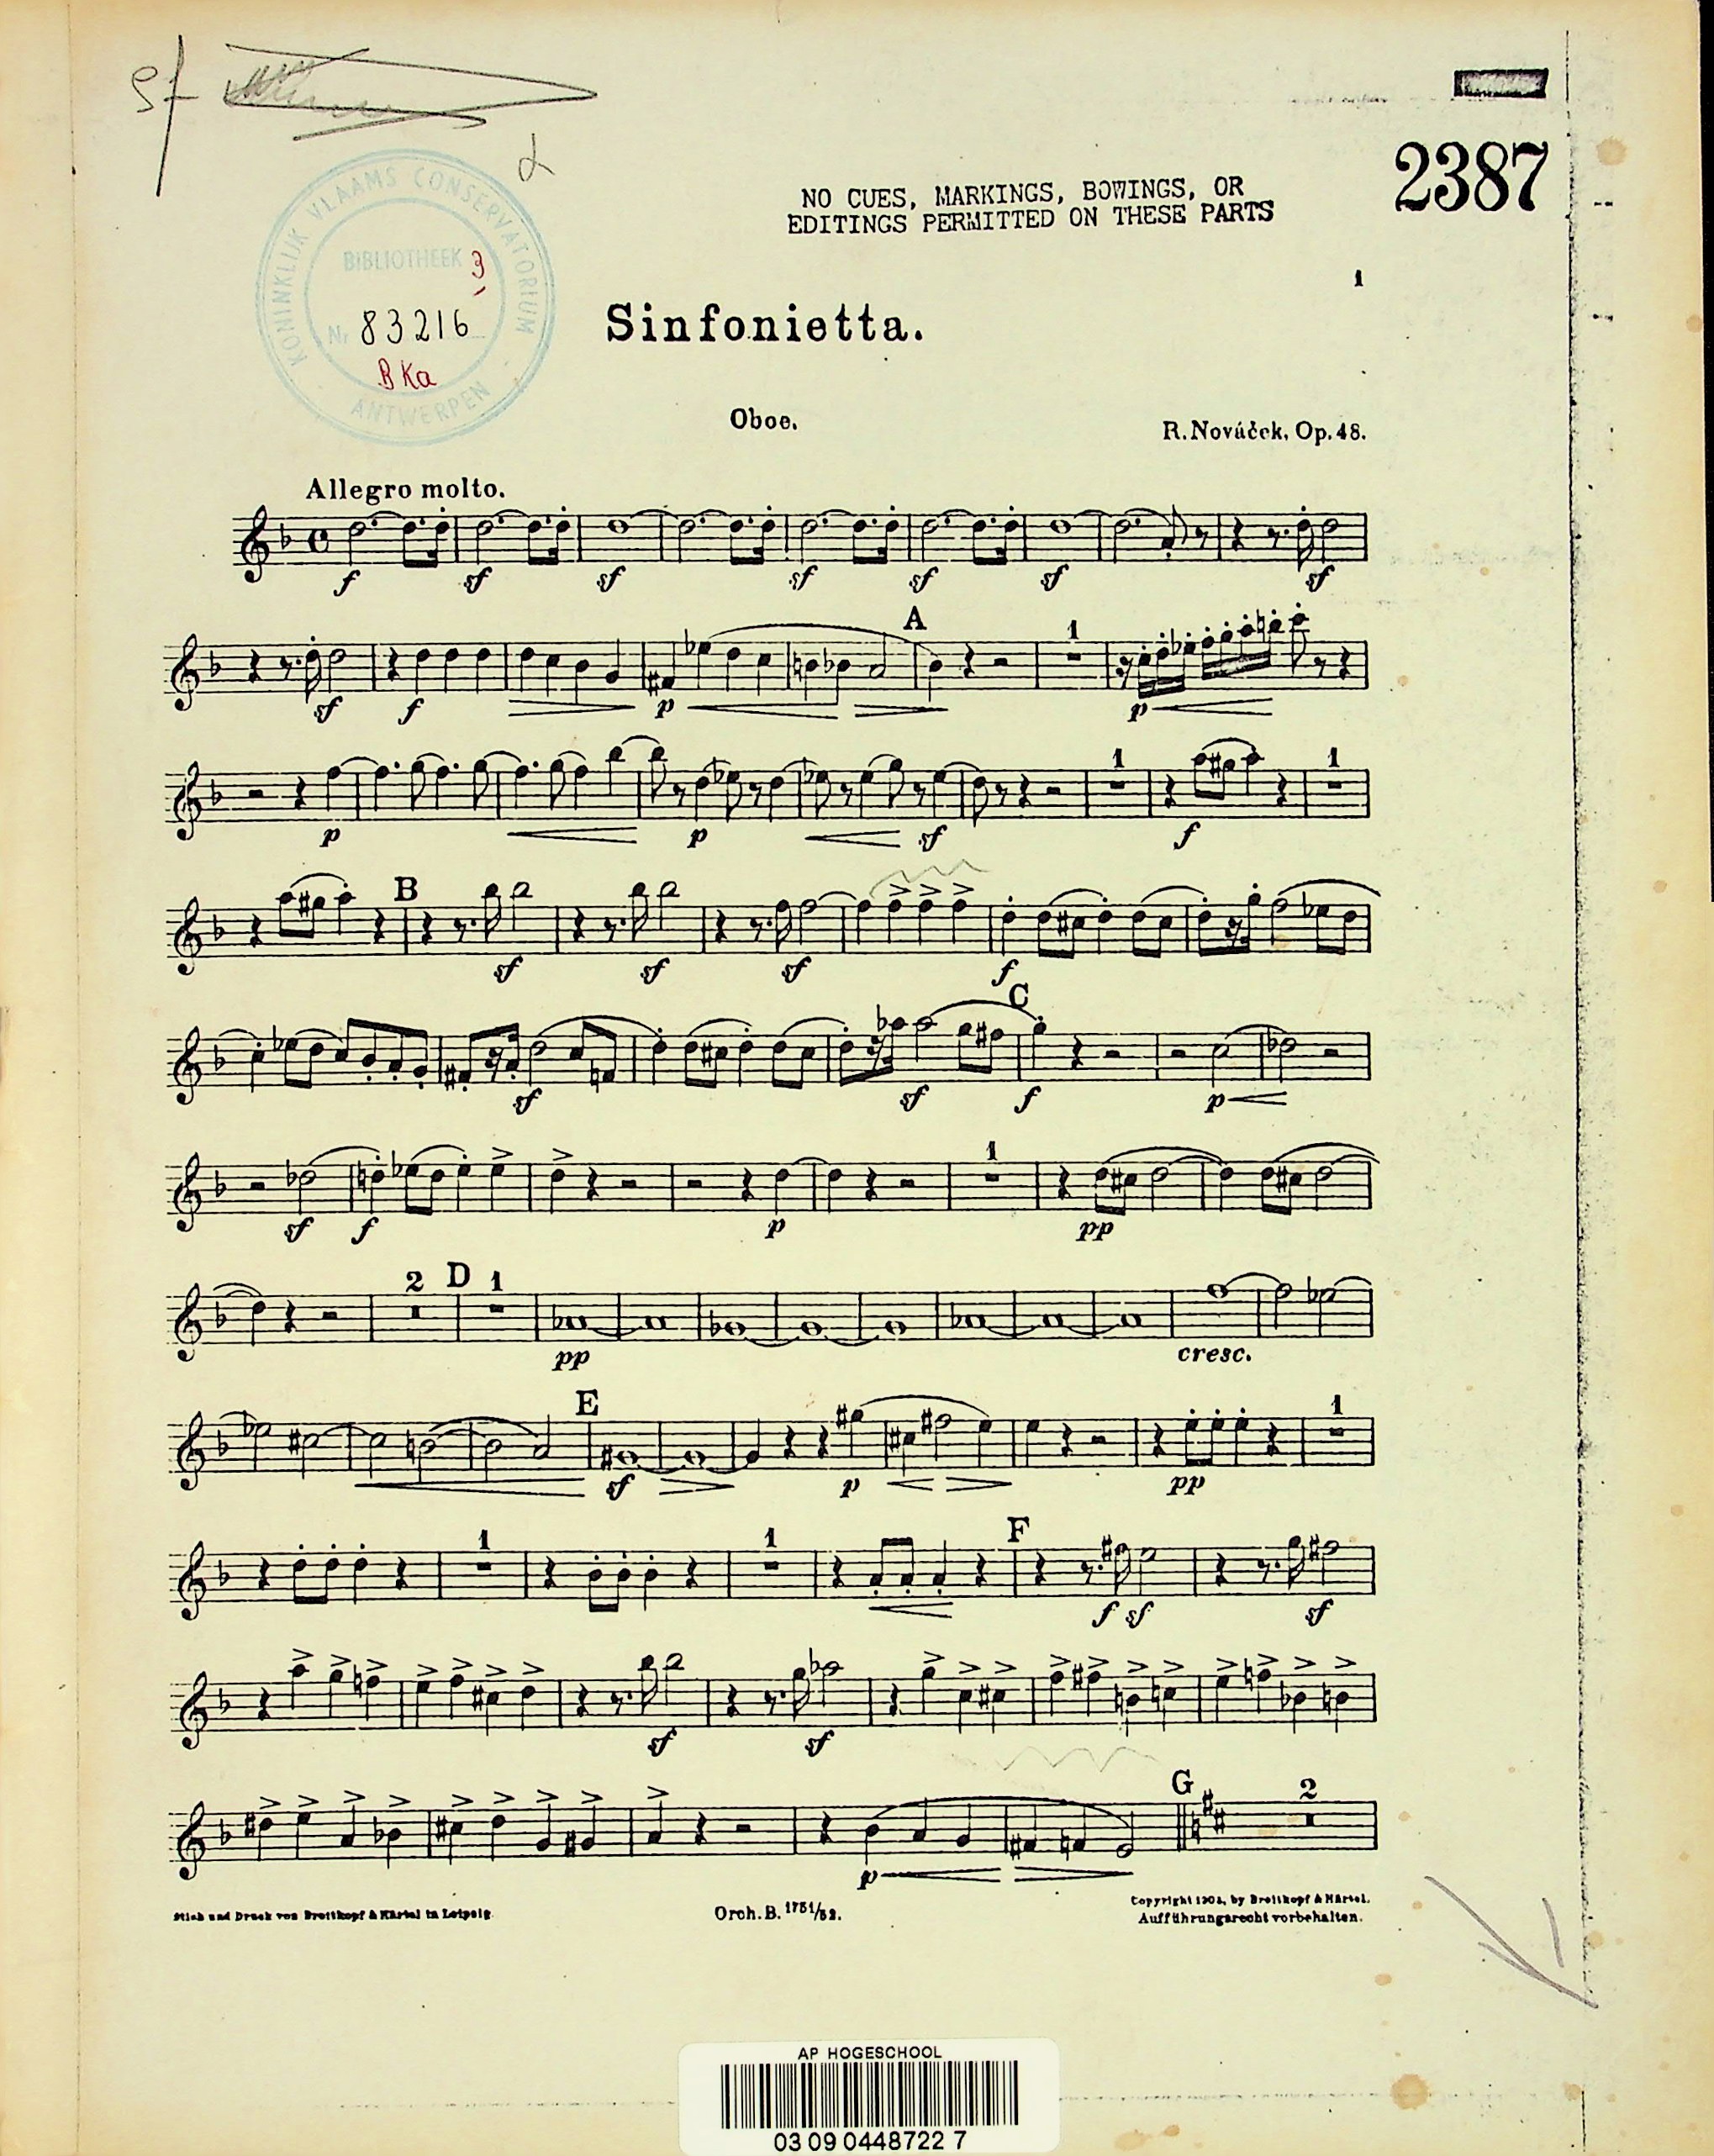 sf
KONINKLIJK VLAAMS CONSERVATORIUM
BIBLIOTHEEK 3
Nr 83216
BKa
ANTWERPEN
NO CUES, MARKINGS, BOWINGS, OR
EDITINGS PERMITTED ON THESE PARTS
2387
1
Sinfonietta.
Oboe.
R. Nováček, Op. 48.
Allegro molto.
f sf sf sf sf sf sf
A
1
sf f p p
1 1
p p sf f
B
sf sf sf f
C
sf sf f p
1
sf f p pp
2 D 1
pp cresc.
E
1
sf p pp
1 1 F
f sf sf
sf sf
G
2
p
Stich und Druck von Breitkopf & Härtel in Leipzig.
Orch. B. 1751/52.
by Breitkopf & Härtel.
Aufführungsrecht vorbehalten.
AP HOGESCHOOL
03 09 0448722 7